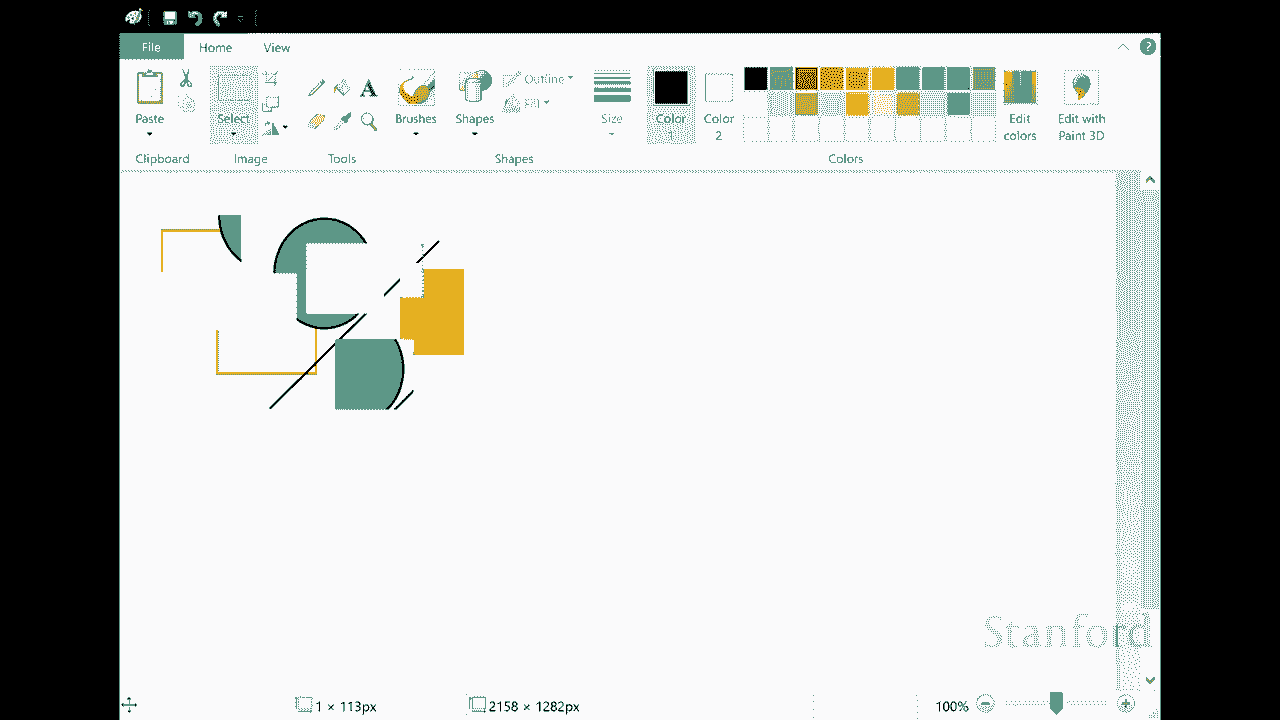 File Home View ?
Outline
Fill
Paste Select Brushes Shapes Size Color Color Edit Edit with
2 colors Paint 3D
Clipboard Image Tools Shapes Colors
Stanford
1 × 113px 2158 × 1282px 100%